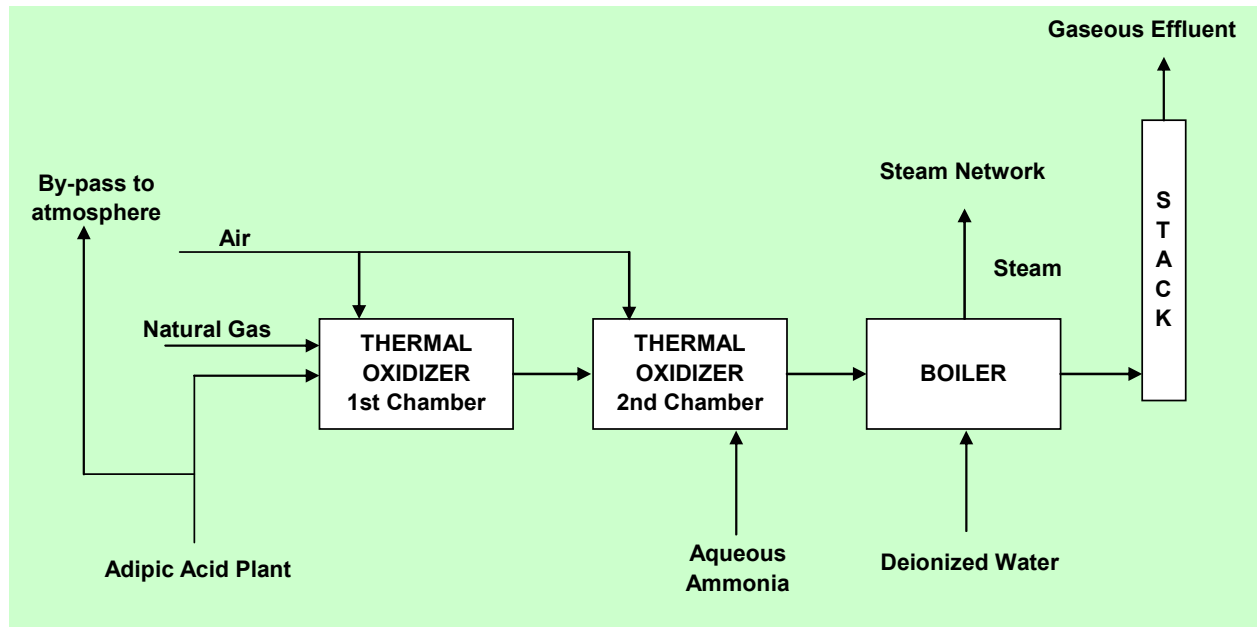 Gaseous Effluent
By-pass to
atmosphere
Steam Network
Air
Steam
S
T
A
C
K
Natural Gas
THERMAL
OXIDIZER
1st Chamber
THERMAL
OXIDIZER
2nd Chamber
BOILER
Adipic Acid Plant
Aqueous
Ammonia
Deionized Water